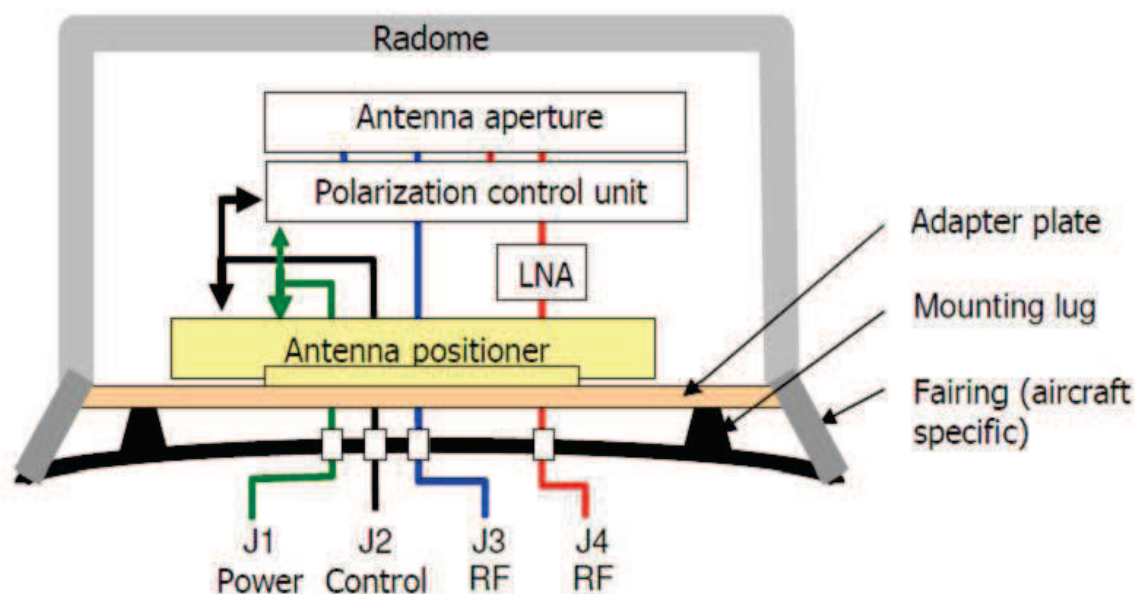 Radome
Antenna aperture
Polarization control unit
LNA
Antenna positioner
Adapter plate
Mounting lug
Fairing (aircraft
specific)
J1
Power
J2
Control
J3
RF
J4
RF